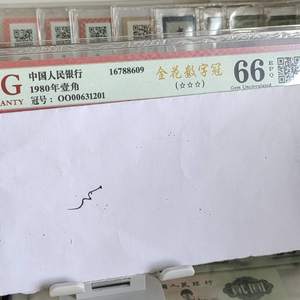 G
ANTY
中国人民银行
1980年壹角
冠号: OO00631201
16788609
金花数字冠
(☆☆☆)
66
EPQ
Gem Uncirculated